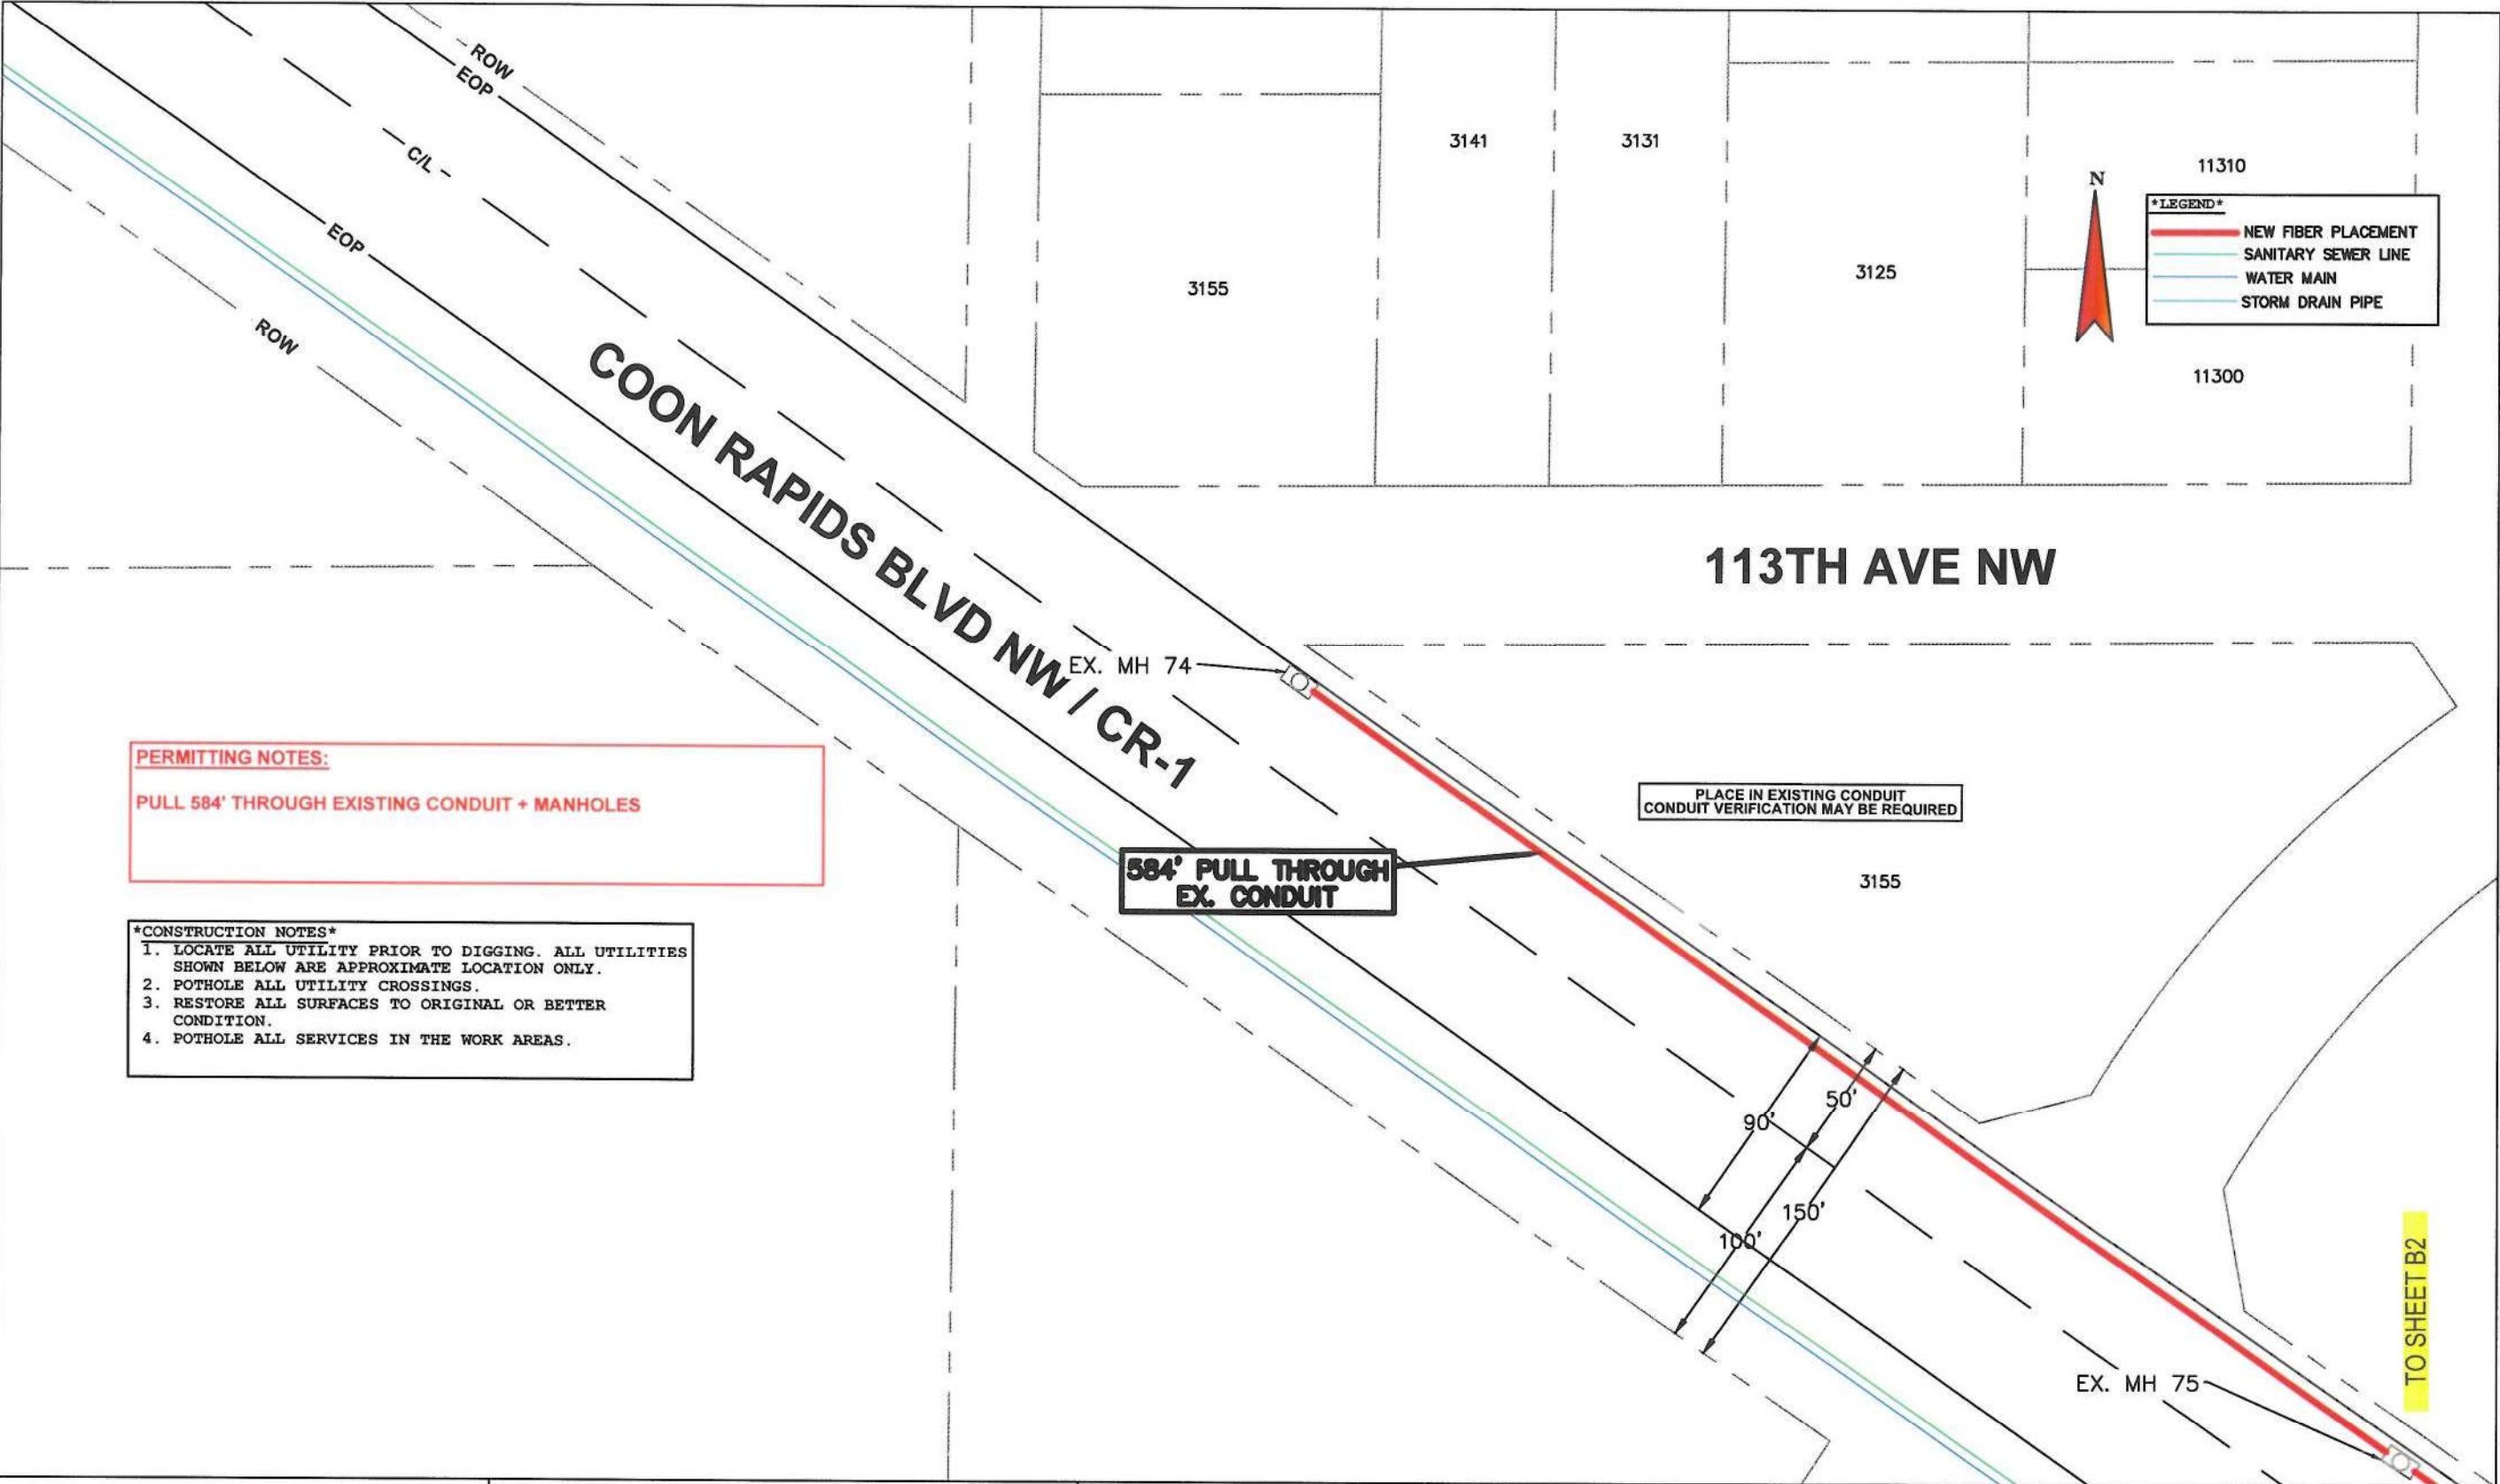 ROW
EOP
C/L
EOP
ROW
COON RAPIDS BLVD NW / CR-1
3155
3141
3131
3125
11310
N
*LEGEND*
NEW FIBER PLACEMENT
SANITARY SEWER LINE
WATER MAIN
STORM DRAIN PIPE
11300
113TH AVE NW
EX. MH 74
PERMITTING NOTES:
PULL 584' THROUGH EXISTING CONDUIT + MANHOLES
PLACE IN EXISTING CONDUIT
CONDUIT VERIFICATION MAY BE REQUIRED
584' PULL THROUGH
EX. CONDUIT
3155
*CONSTRUCTION NOTES*
1. LOCATE ALL UTILITY PRIOR TO DIGGING. ALL UTILITIES
SHOWN BELOW ARE APPROXIMATE LOCATION ONLY.
2. POTHOLE ALL UTILITY CROSSINGS.
3. RESTORE ALL SURFACES TO ORIGINAL OR BETTER
CONDITION.
4. POTHOLE ALL SERVICES IN THE WORK AREAS.
50'
90'
150'
100'
TO SHEET B2
EX. MH 75